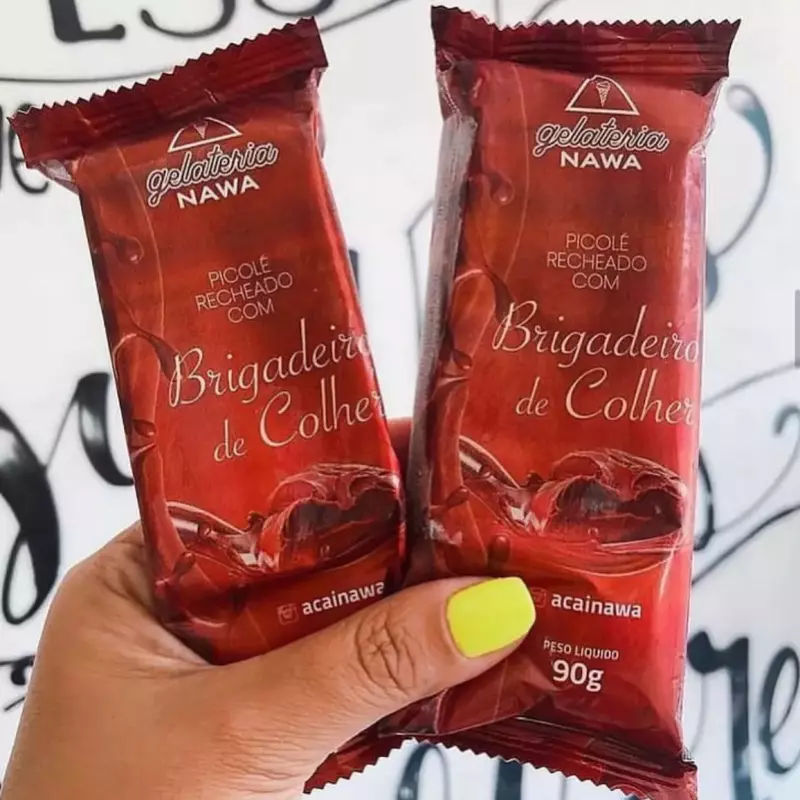 gelateria
NAWA
PICOLÉ
RECHEADO
COM
Brigadeiro
de Colher
acainawa
gelateria
NAWA
PICOLÉ
RECHEADO
COM
Brigadeiro
de Colher
acainawa
PESO LIQUIDO
90g